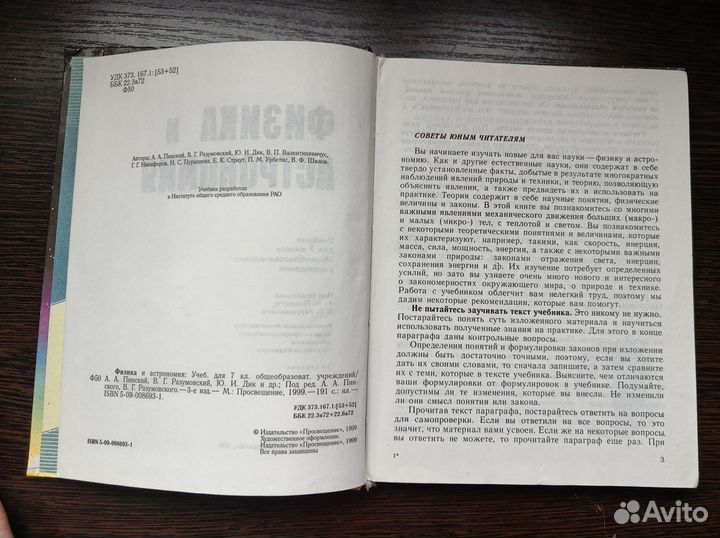 УДК 373. 167.1:[53+52]
ББК 22.3я72
Ф50
Авторы: А. А. Пинский, В. Г. Разумовский, Ю. И. Дик, В. П. Валентинавичус,
Г. Г. Никифоров, Н. С. Пурышева, Е. К. Страут, П. М. Урбетис, В. Ф. Шилов.
Учебник разработан
в Институте общего среднего образования РАО
Физика и астрономия: Учеб. для 7 кл. общеобразоват. учреждений/
Ф50 А. А. Пинский, В. Г. Разумовский, Ю. И. Дик и др.; Под ред. А. А. Пин-
ского, В. Г. Разумовского.—3-е изд.— М.: Просвещение, 1999.—191 с.: ил.—
ISBN 5-09-008693-1.
УДК 373.167.1:[53+52]
ББК 22.3я72+22.6я72
ISBN 5-09-008693-1
© Издательство «Просвещение», 1999
Художественное оформление.
Издательство «Просвещение», 1999
Все права защищены
СОВЕТЫ ЮНЫМ ЧИТАТЕЛЯМ
Вы начинаете изучать новые для вас науки — физику и астро-
номию. Как и другие естественные науки, они содержат в себе
твердо установленные факты, добытые в результате многократных
наблюдений явлений природы и техники, и теорию, позволяющую
объяснить явления, а также предвидеть их и использовать на
практике. Теория содержит в себе научные понятия, физические
величины и законы. В этой книге вы познакомитесь со многими
важными явлениями механического движения больших (макро-)
и малых (микро-) тел, с теплотой и светом. Вы познакомитесь
с некоторыми теоретическими понятиями и величинами, которые
их характеризуют, например, такими, как скорость, инерция,
масса, сила, мощность, энергия, а также с некоторыми важными
законами природы: законами отражения света, инерции,
сохранения энергии и др. Их изучение потребует определенных
усилий, но зато вы узнаете очень много нового и интересного
о закономерностях окружающего мира, о природе и технике.
Работа с учебником облегчит вам нелегкий труд, поэтому мы
дадим некоторые рекомендации, которые вам помогут.
Не пытайтесь заучивать текст учебника. Это никому не нужно.
Постарайтесь понять суть изложенного материала и научиться
использовать полученные знания на практике. Для этого в конце
параграфа даны контрольные вопросы.
Определения понятий и формулировки законов при изложении
должны быть достаточно точными, поэтому, если вы хотите
дать их своими словами, то сначала запишите, а затем сравните
их с теми, которые в тексте учебника. Выясните, чем отличаются
ваши формулировки от формулировок в учебнике. Подумайте,
допустимы ли те изменения, которые вы внесли. Не изменили
ли они смысл понятия или закона.
Прочитав текст параграфа, постарайтесь ответить на вопросы
для самопроверки. Если вы ответили на все вопросы, то это
значит, что материал вами усвоен. Если же на некоторые вопросы
вы ответить не можете, то прочитайте параграф еще раз. При
1*
3
Avito